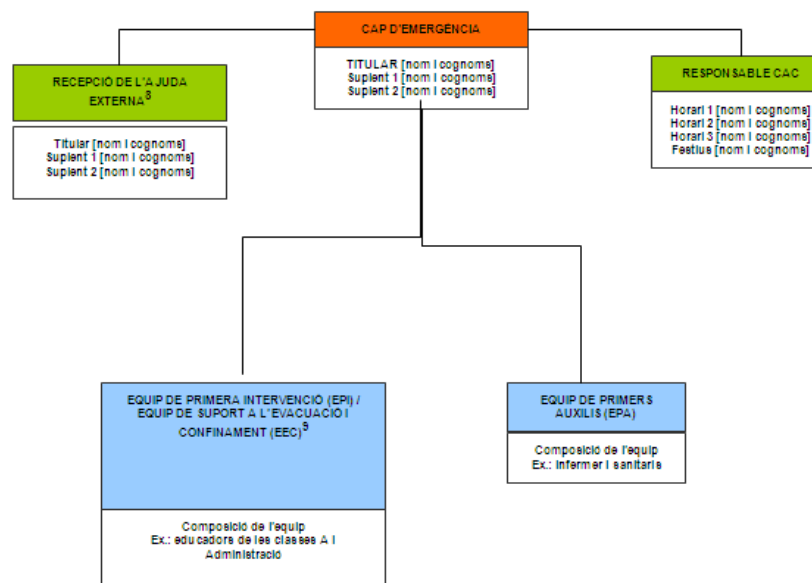 CAP D'EMERGÈNCIA
TITULAR [nom i cognoms]
Suplent 1 [nom i cognoms]
Suplent 2 [nom i cognoms]
RECEPCIÓ DE L'AJUDA
EXTERNA8
Titular [nom i cognoms]
Suplent 1 [nom i cognoms]
Suplent 2 [nom i cognoms]
RESPONSABLE CAC
Horari 1 [nom i cognoms]
Horari 2 [nom i cognoms]
Horari 3 [nom i cognoms]
Festius [nom i cognoms]
EQUIP DE PRIMERA INTERVENCIÓ (EPI) /
EQUIP DE SUPORT A L'EVACUACIÓ I
CONFINAMENT (EEC)9
Composició de l'equip
Ex.: educadors de les classes A i
Administració
EQUIP DE PRIMERS
AUXILIS (EPA)
Composició de l'equip
Ex.: infermer i sanitaris